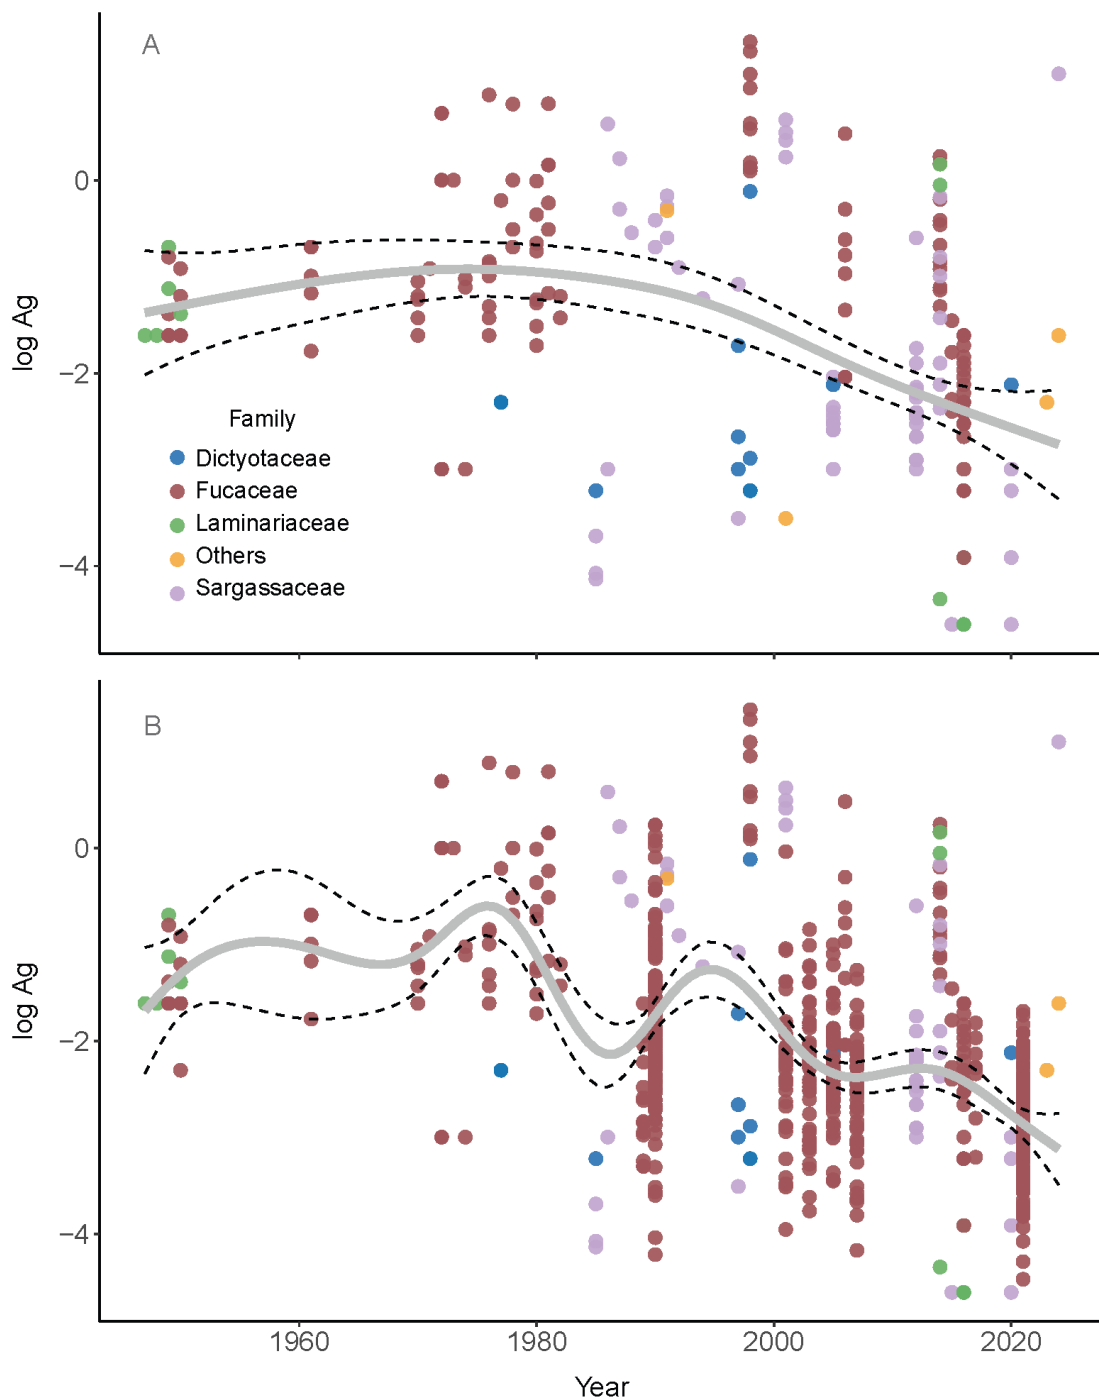 A
0
−2
−4
log Ag
Family
Dictyotaceae
Fucaceae
Laminariaceae
Others
Sargassaceae
B
0
−2
−4
log Ag
1960 1980 2000 2020
Year